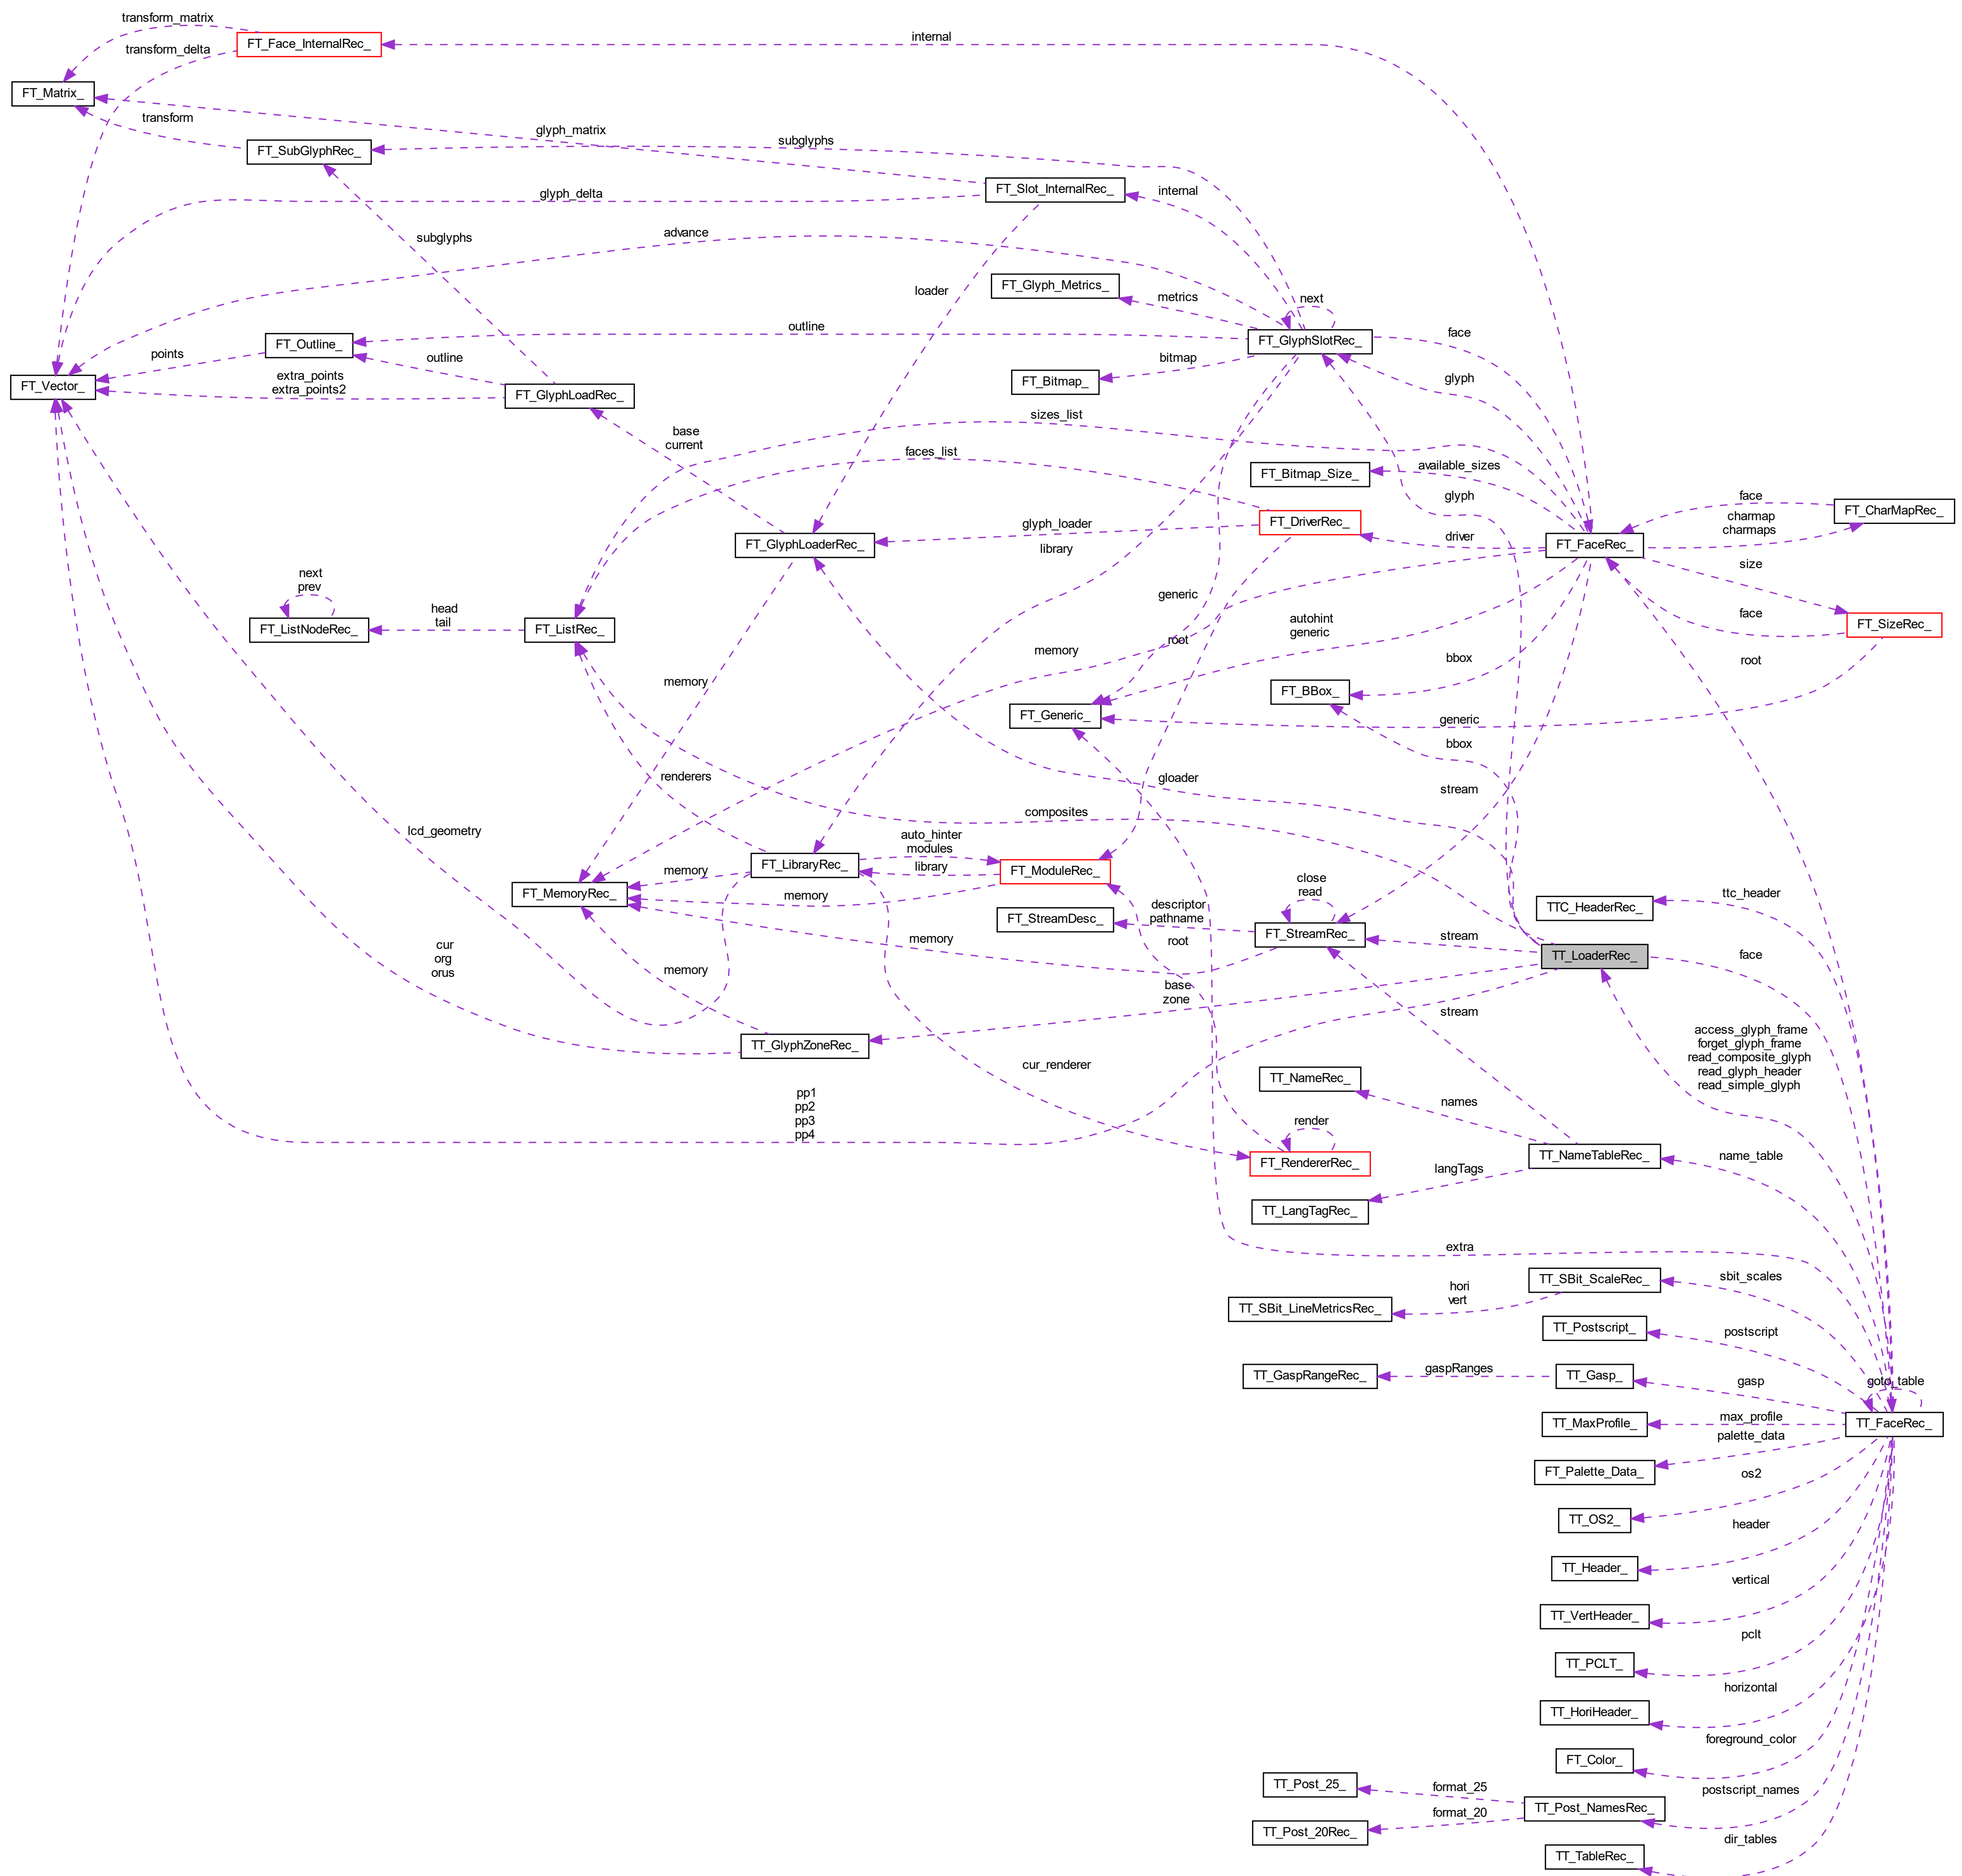 transform_matrix
FT_Face_InternalRec_
internal
transform_delta
FT_Matrix_
transform
glyph_matrix
subglyphs
FT_SubGlyphRec_
FT_Slot_InternalRec_
internal
glyph_delta
subglyphs
advance
loader
FT_Glyph_Metrics_
metrics
next
outline
FT_GlyphSlotRec_
face
FT_Outline_
points
outline
bitmap
extra_points
extra_points2
FT_Vector_
FT_GlyphLoadRec_
FT_Bitmap_
glyph
sizes_list
base
current
faces_list
FT_Bitmap_Size_
available_sizes
glyph
face
FT_CharMapRec_
charmap
charmaps
glyph_loader
FT_DriverRec_
driver
FT_GlyphLoaderRec_
library
FT_FaceRec_
size
next
prev
generic
head
tail
FT_ListNodeRec_
FT_ListRec_
autohint
generic
face
FT_SizeRec_
root
memory
bbox
root
memory
FT_BBox_
FT_Generic_
generic
bbox
renderers
gloader
stream
composites
lcd_geometry
auto_hinter
modules
FT_LibraryRec_
library
FT_ModuleRec_
memory
FT_MemoryRec_
memory
close
read
ttc_header
TTC_HeaderRec_
descriptor
pathname
FT_StreamDesc_
FT_StreamRec_
memory
root
stream
TT_LoaderRec_
face
cur
org
orus
memory
base
zone
stream
access_glyph_frame
forget_glyph_frame
read_composite_glyph
read_glyph_header
read_simple_glyph
TT_GlyphZoneRec_
cur_renderer
TT_NameRec_
pp1
pp2
pp3
pp4
names
render
TT_NameTableRec_
name_table
FT_RendererRec_
langTags
TT_LangTagRec_
extra
TT_SBit_ScaleRec_
sbit_scales
hori
vert
TT_SBit_LineMetricsRec_
TT_Postscript_
postscript
gaspRanges
TT_GaspRangeRec_
TT_Gasp_
gasp
goto_table
TT_MaxProfile_
max_profile
TT_FaceRec_
palette_data
FT_Palette_Data_
os2
TT_OS2_
header
TT_Header_
vertical
TT_VertHeader_
pclt
TT_PCLT_
horizontal
TT_HoriHeader_
foreground_color
FT_Color_
TT_Post_25_
format_25
postscript_names
TT_Post_NamesRec_
format_20
TT_Post_20Rec_
dir_tables
TT_TableRec_